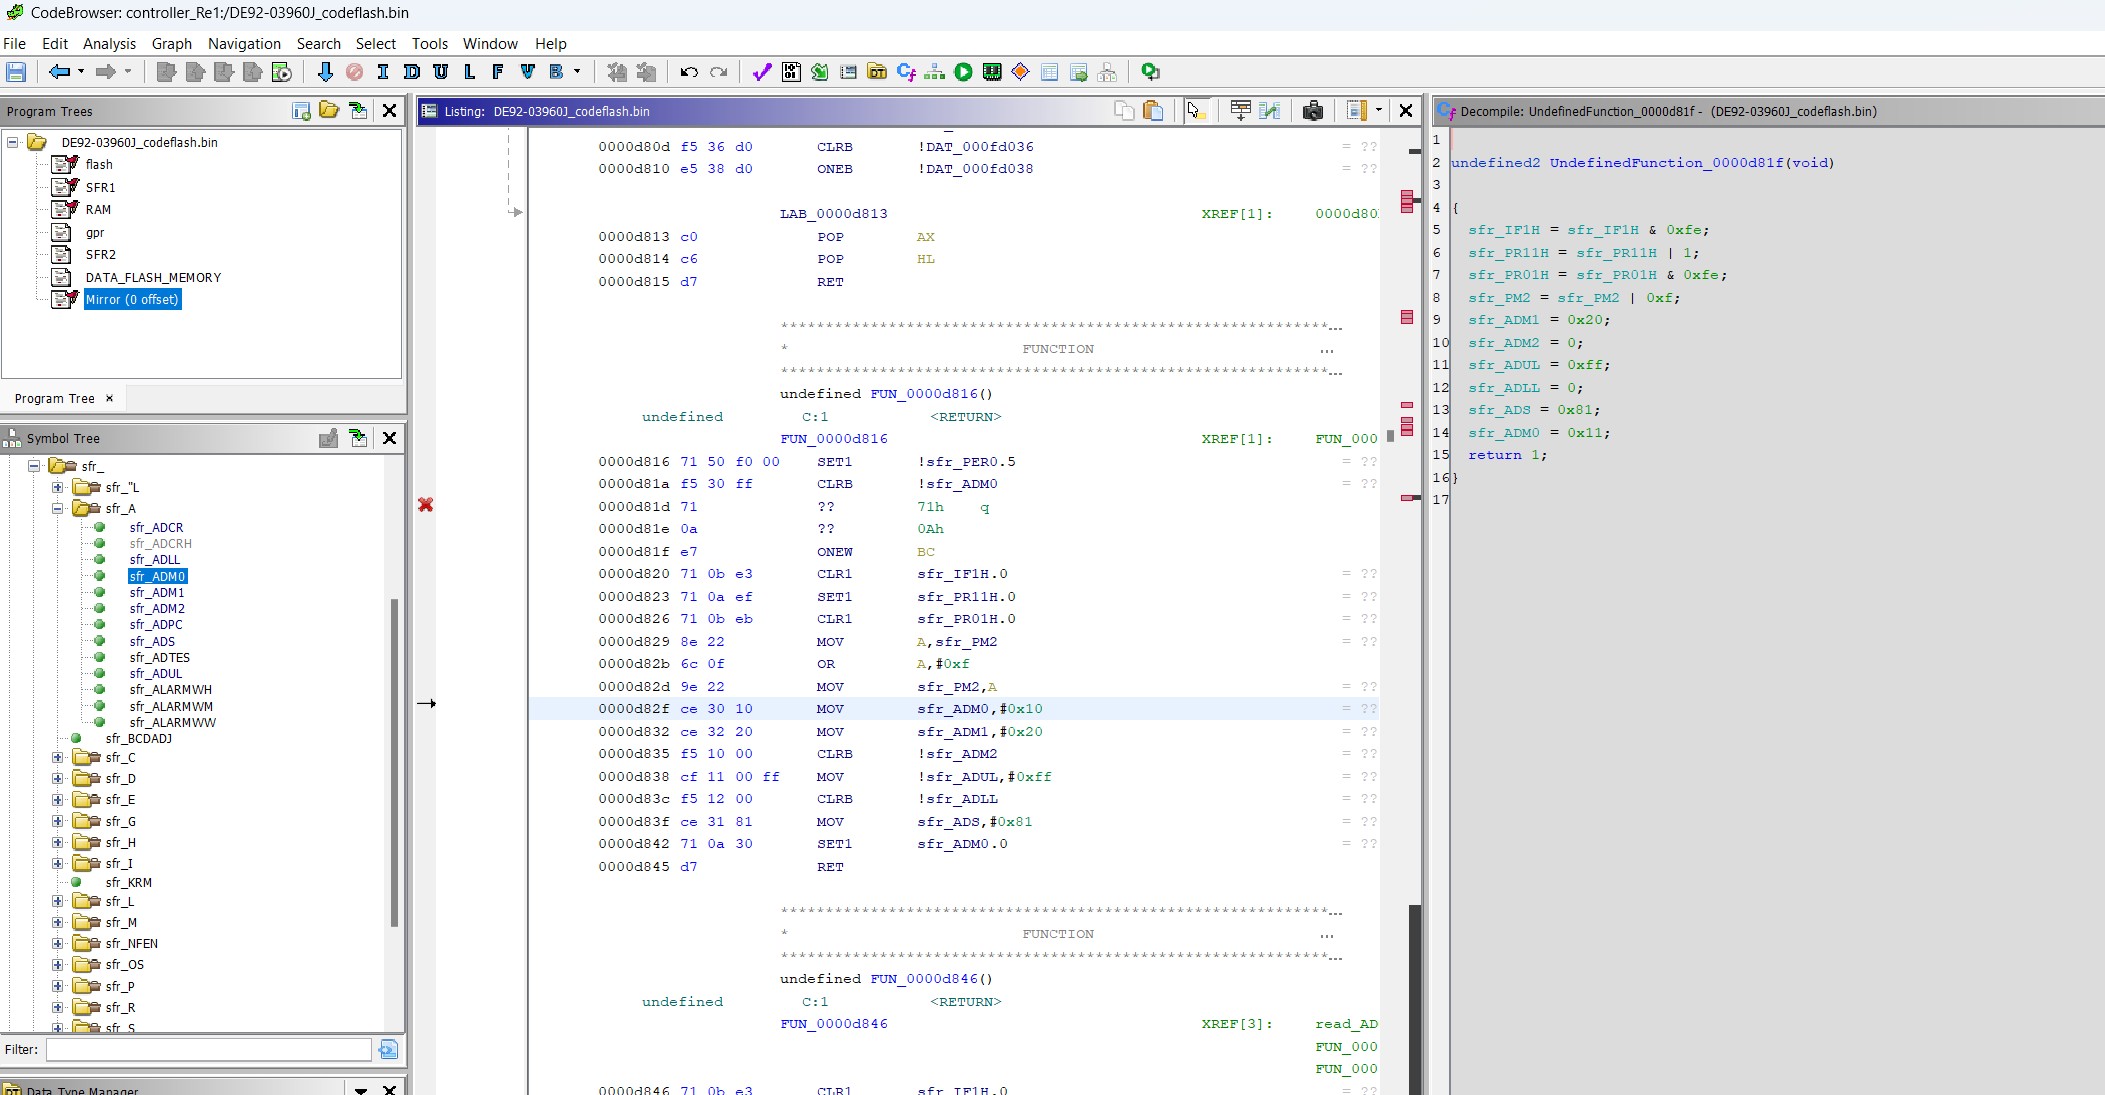 CodeBrowser: controller_Re1:/DE92-03960J_codeflash.bin
File Edit Analysis Graph Navigation Search Select Tools Window Help
I D U L F V B
Program Trees
DE92-03960J_codeflash.bin
flash
SFR1
RAM
gpr
SFR2
DATA_FLASH_MEMORY
Mirror (0 offset)
Program Tree ×
Symbol Tree
sfr_
sfr_"L
sfr_A
sfr_ADCR
sfr_ADCRH
sfr_ADLL
sfr_ADM0
sfr_ADM1
sfr_ADM2
sfr_ADPC
sfr_ADS
sfr_ADTES
sfr_ADUL
sfr_ALARMWH
sfr_ALARMWM
sfr_ALARMWW
sfr_BCDADJ
sfr_C
sfr_D
sfr_E
sfr_G
sfr_H
sfr_I
sfr_KRM
sfr_L
sfr_M
sfr_NFEN
sfr_OS
sfr_P
sfr_R
sfr_S
Filter:
Data Type Manager
Listing: DE92-03960J_codeflash.bin
0000d80d f5 36 d0 CLRB !DAT_000fd036 = ??
0000d810 e5 38 d0 ONEB !DAT_000fd038 = ??
LAB_0000d813 XREF[1]: 0000d80
0000d813 c0 POP AX
0000d814 c6 POP HL
0000d815 d7 RET
*************************************************************...
* FUNCTION ...
*************************************************************...
undefined FUN_0000d816()
undefined C:1 <RETURN>
FUN_0000d816 XREF[1]: FUN_000
0000d816 71 50 f0 00 SET1 !sfr_PER0.5 = ??
0000d81a f5 30 ff CLRB !sfr_ADM0 = ??
0000d81d 71 ?? 71h q
0000d81e 0a ?? 0Ah
0000d81f e7 ONEW BC
0000d820 71 0b e3 CLR1 sfr_IF1H.0 = ??
0000d823 71 0a ef SET1 sfr_PR11H.0 = ??
0000d826 71 0b eb CLR1 sfr_PR01H.0 = ??
0000d829 8e 22 MOV A,sfr_PM2 = ??
0000d82b 6c 0f OR A,#0xf
0000d82d 9e 22 MOV sfr_PM2,A = ??
0000d82f ce 30 10 MOV sfr_ADM0,#0x10 = ??
0000d832 ce 32 20 MOV sfr_ADM1,#0x20 = ??
0000d835 f5 10 00 CLRB !sfr_ADM2 = ??
0000d838 cf 11 00 ff MOV !sfr_ADUL,#0xff = ??
0000d83c f5 12 00 CLRB !sfr_ADLL = ??
0000d83f ce 31 81 MOV sfr_ADS,#0x81 = ??
0000d842 71 0a 30 SET1 sfr_ADM0.0 = ??
0000d845 d7 RET
*************************************************************...
* FUNCTION ...
*************************************************************...
undefined FUN_0000d846()
undefined C:1 <RETURN>
FUN_0000d846 XREF[3]: read_AD
FUN_000
FUN_000
0000d846 71 0b e3 CLR1 sfr_IF1H.0 = ??
Decompile: UndefinedFunction_0000d81f - (DE92-03960J_codeflash.bin)
1
2 undefined2 UndefinedFunction_0000d81f(void)
3
4 {
5 sfr_IF1H = sfr_IF1H & 0xfe;
6 sfr_PR11H = sfr_PR11H | 1;
7 sfr_PR01H = sfr_PR01H & 0xfe;
8 sfr_PM2 = sfr_PM2 | 0xf;
9 sfr_ADM1 = 0x20;
10 sfr_ADM2 = 0;
11 sfr_ADUL = 0xff;
12 sfr_ADLL = 0;
13 sfr_ADS = 0x81;
14 sfr_ADM0 = 0x11;
15 return 1;
16 }
17